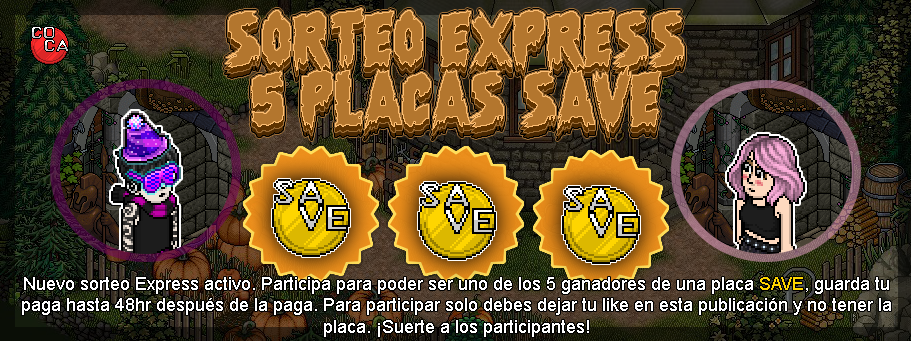 CO
CA
SORTEO EXPRESS
5 PLACAS SAVE
SAVE
SAVE
SAVE
Nuevo sorteo Express activo. Participa para poder ser uno de los 5 ganadores de una placa SAVE, guarda tu
paga hasta 48hr después de la paga. Para participar solo debes dejar tu like en esta publicación y no tener la
placa. ¡Suerte a los participantes!